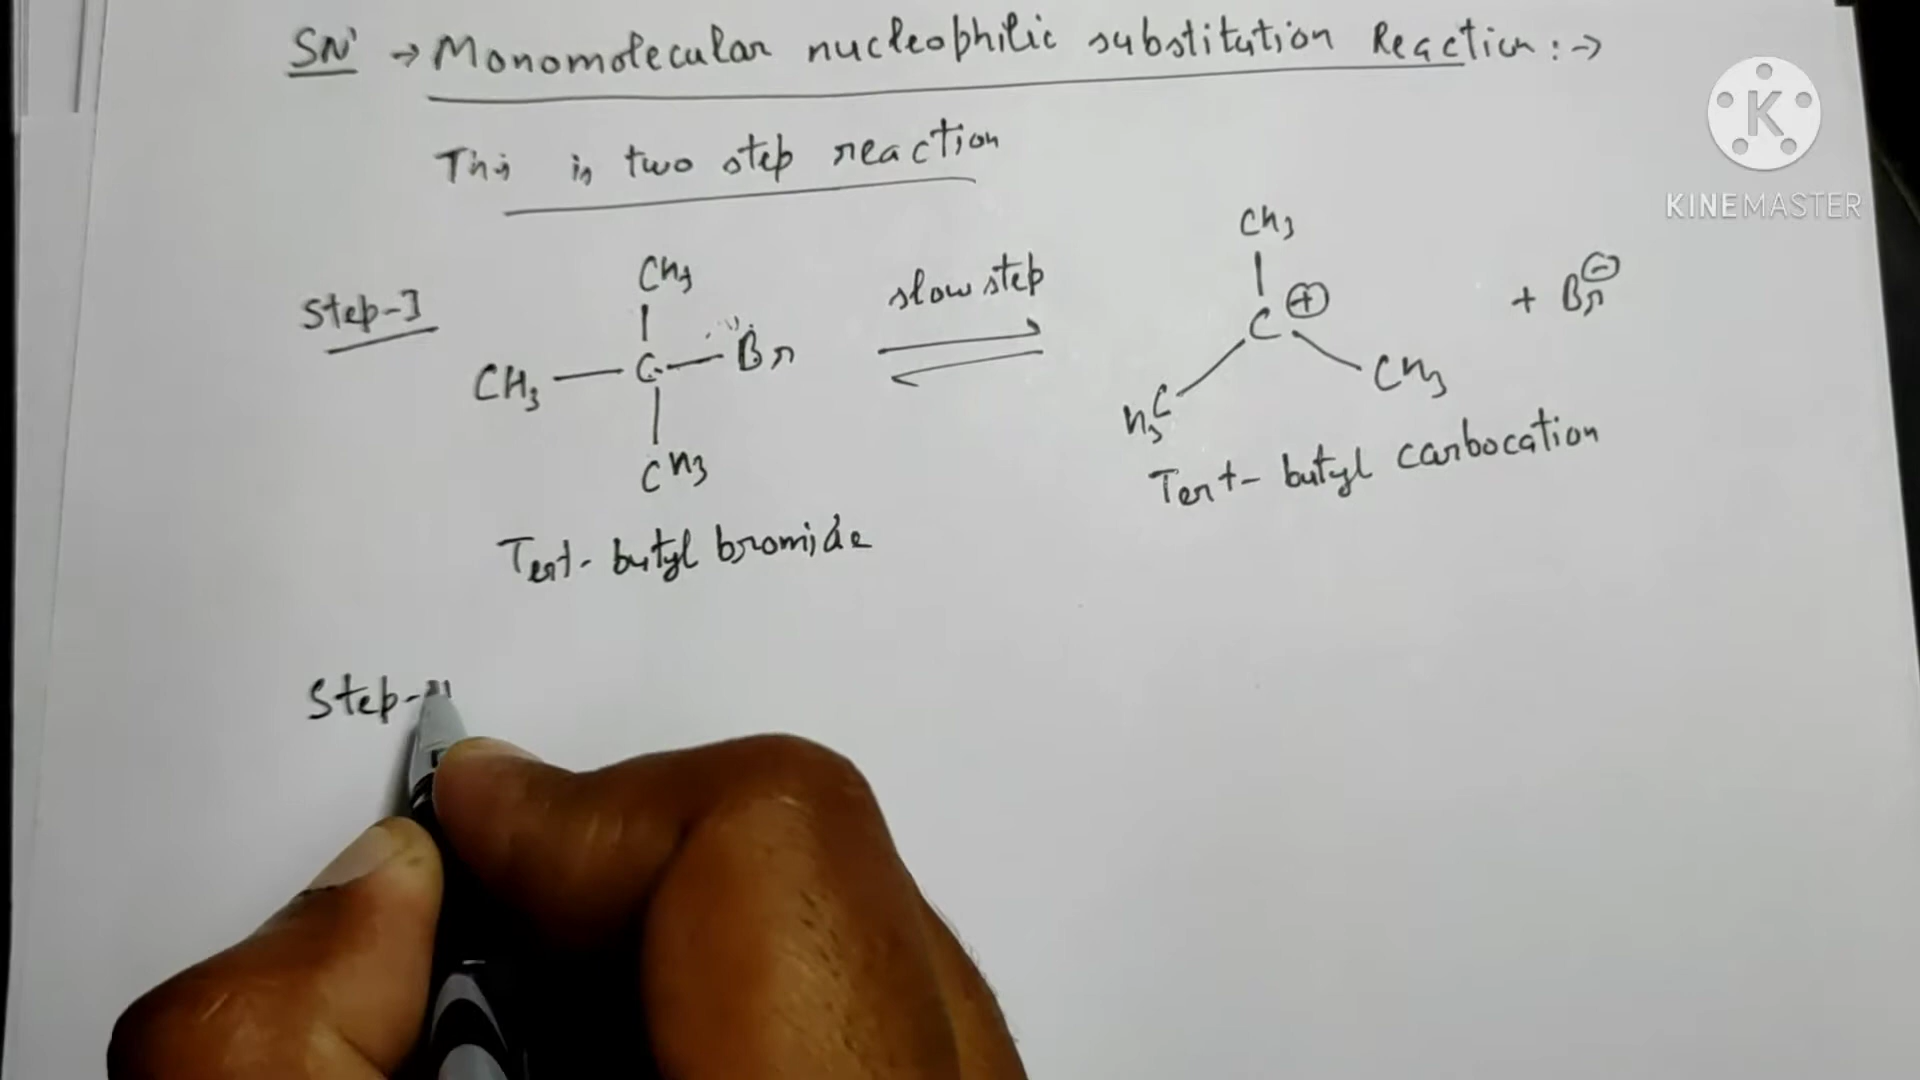 SN¹ → Monomolecular nucleophilic substitution Reaction :→
This is two step reaction
Step-I
CH3
CH3 — C — Br
CH3
Tert- butyl bromide
slow step
CH3
C ⊕
H3C
CH3
+ Br ⊖
Tert- butyl carbocation
Step-II
K
KINEMASTER